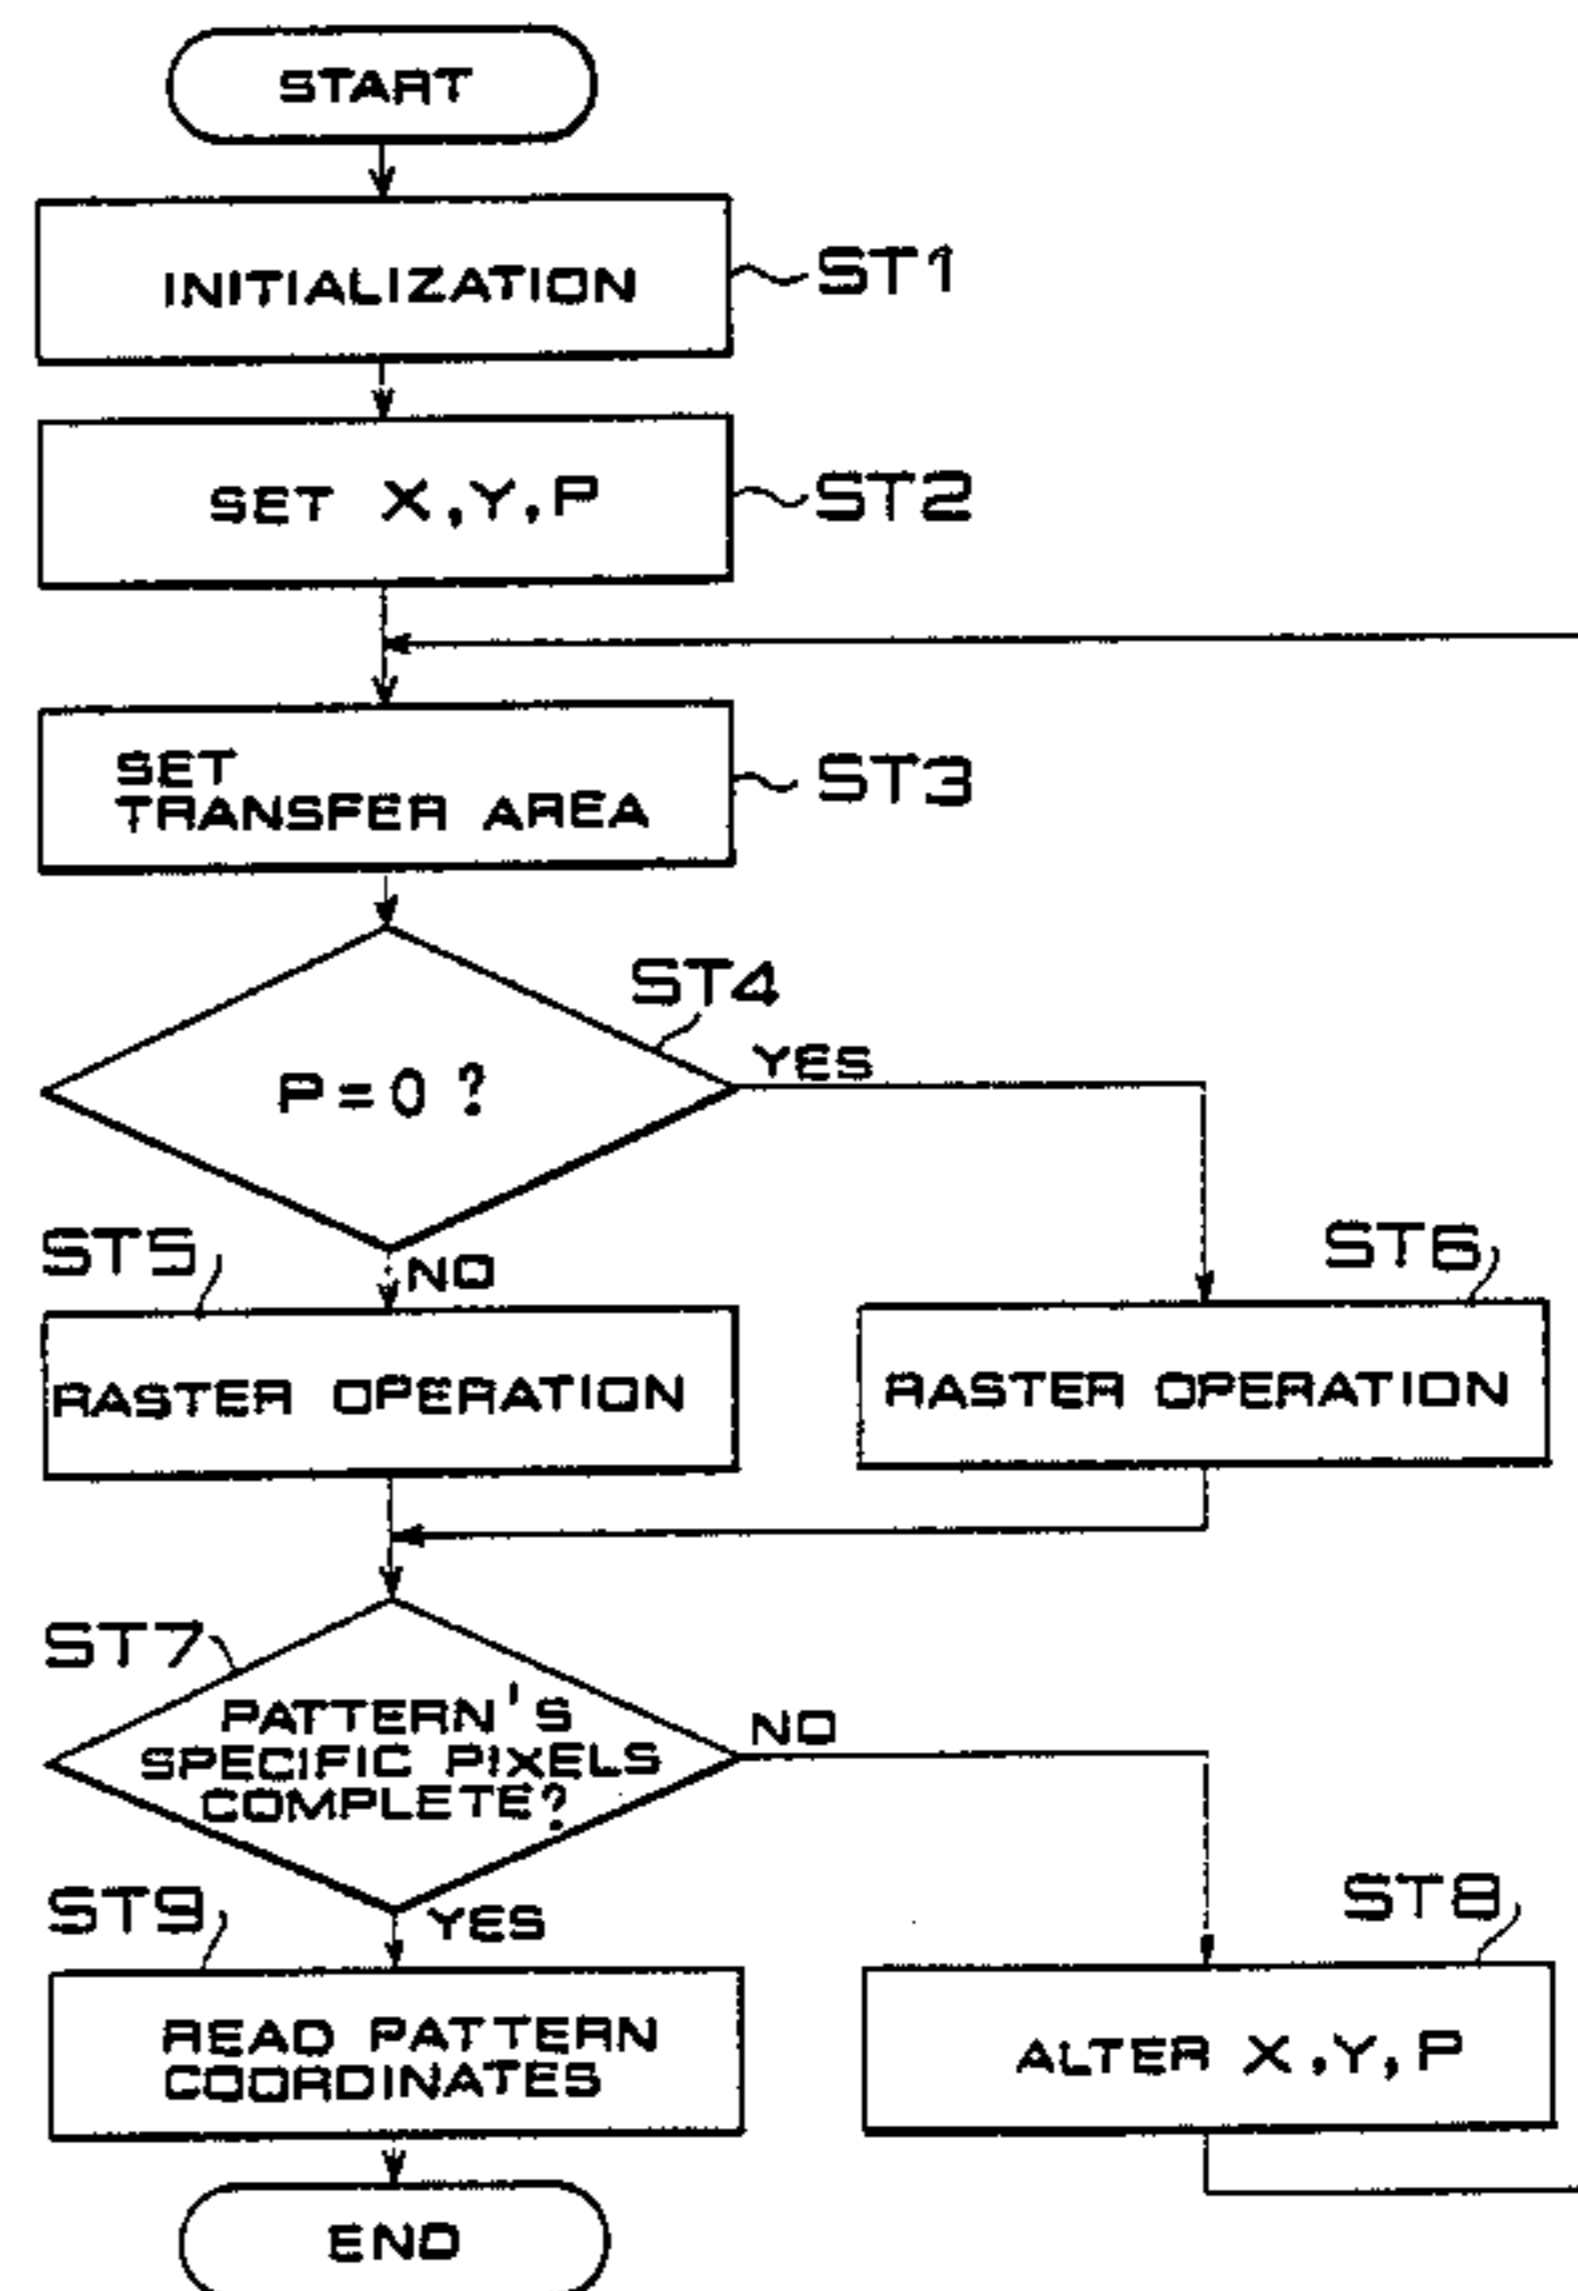 START
INITIALIZATION
ST1
SET X,Y,P
ST2
SET
TRANSFER AREA
ST3
ST4
P=0?
YES
NO
ST5
RASTER OPERATION
ST6
RASTER OPERATION
ST7
PATTERN'S
SPECIFIC PIXELS
COMPLETE?
NO
YES
ST9
READ PATTERN
COORDINATES
ST8
ALTER X,Y,P
END